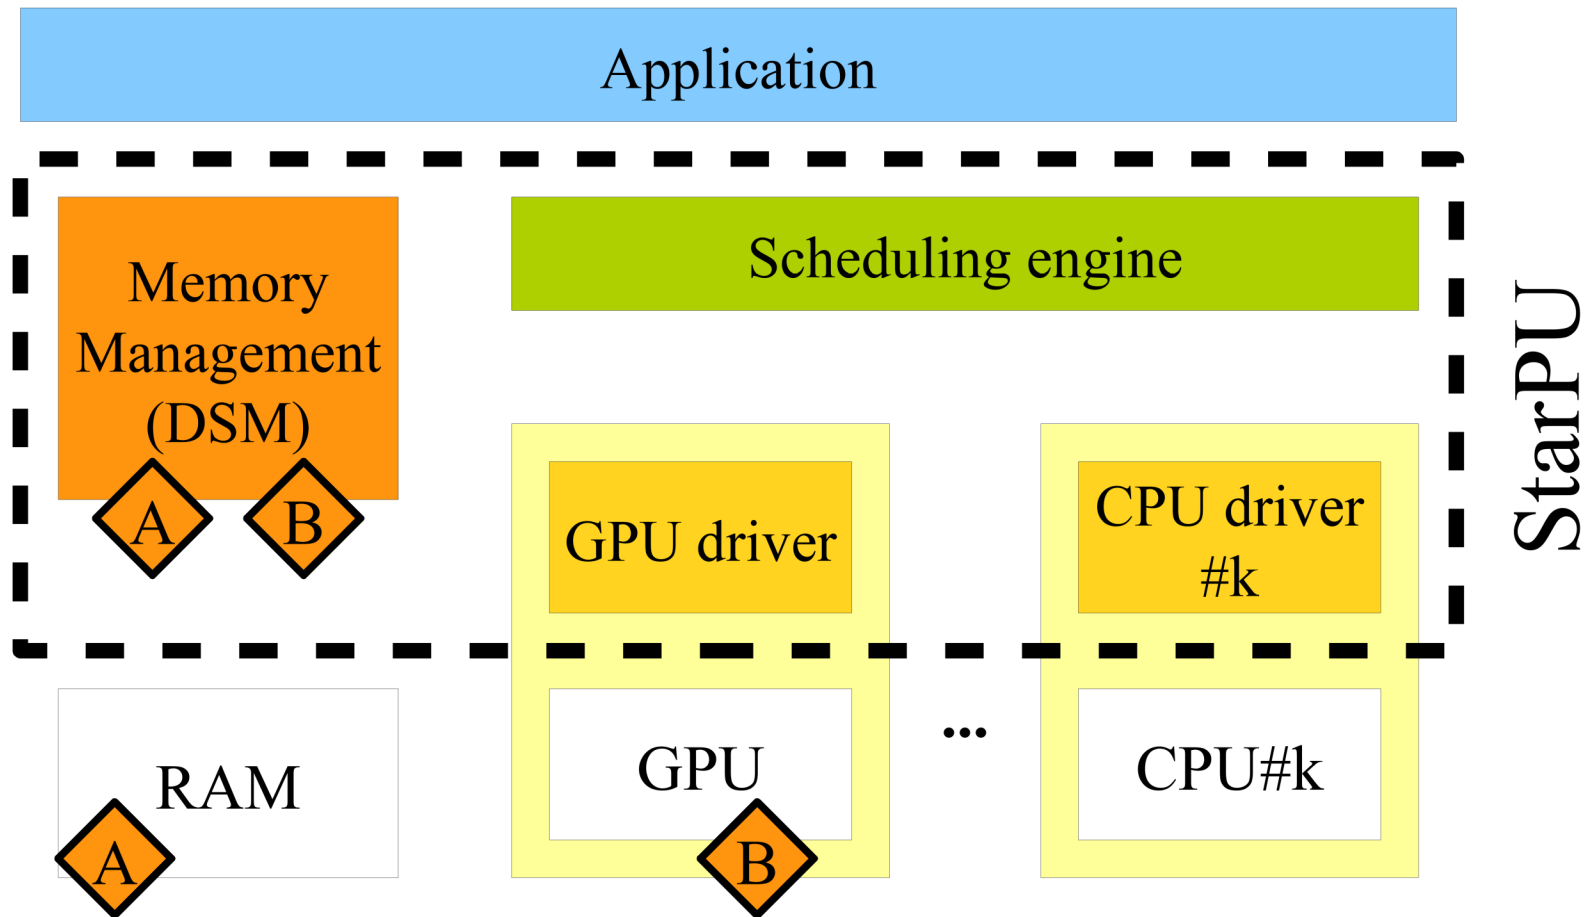 Application
Memory
Management
(DSM)
A
B
Scheduling engine
GPU driver
CPU driver
#k
StarPU
RAM
A
GPU
B
...
CPU#k